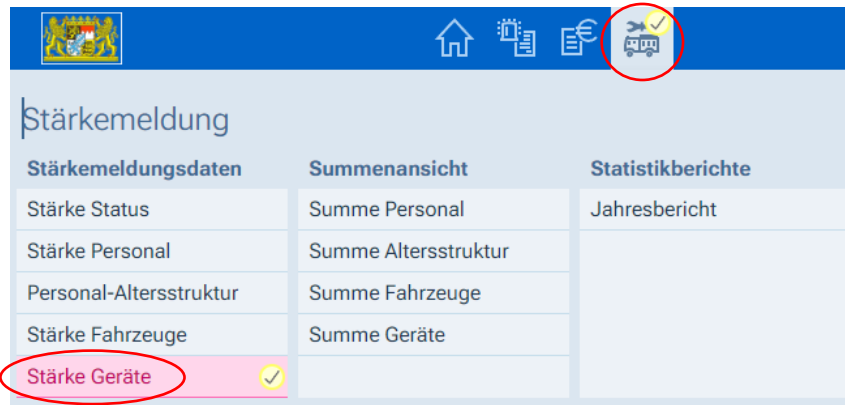 Stärkemeldung
Stärkemeldungsdaten
Stärke Status
Stärke Personal
Personal-Altersstruktur
Stärke Fahrzeuge
Stärke Geräte
Summenansicht
Summe Personal
Summe Altersstruktur
Summe Fahrzeuge
Summe Geräte
Statistikberichte
Jahresbericht